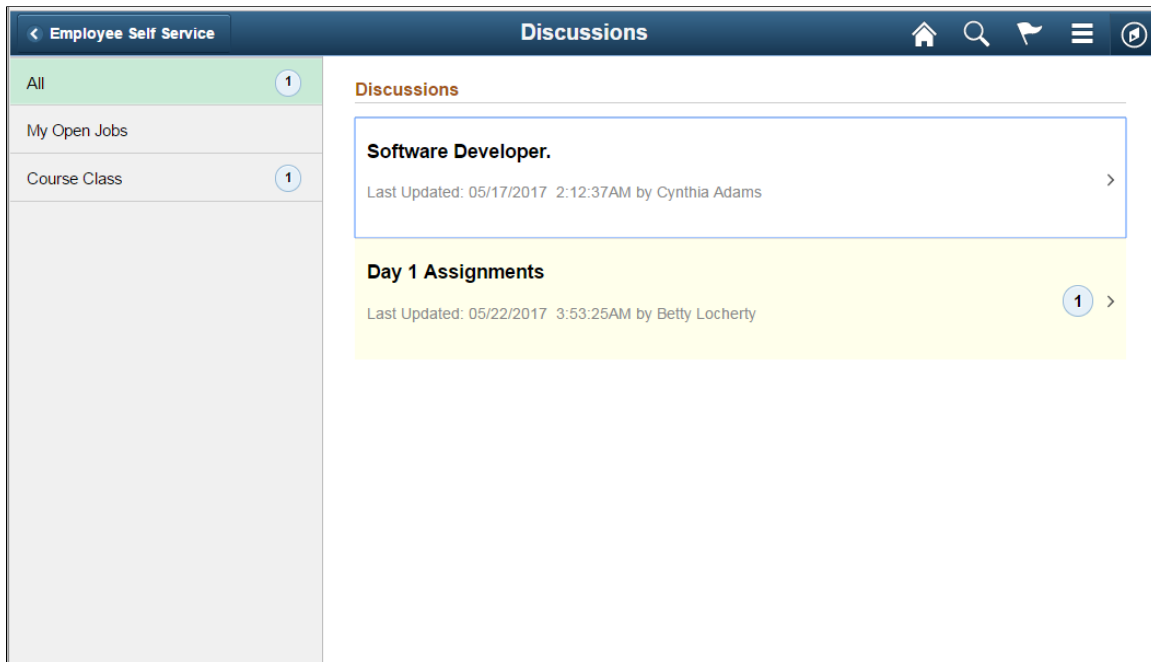 Employee Self Service
Discussions
All 1
My Open Jobs
Course Class 1
Discussions
Software Developer.
Last Updated: 05/17/2017 2:12:37AM by Cynthia Adams
Day 1 Assignments
Last Updated: 05/22/2017 3:53:25AM by Betty Locherty
1